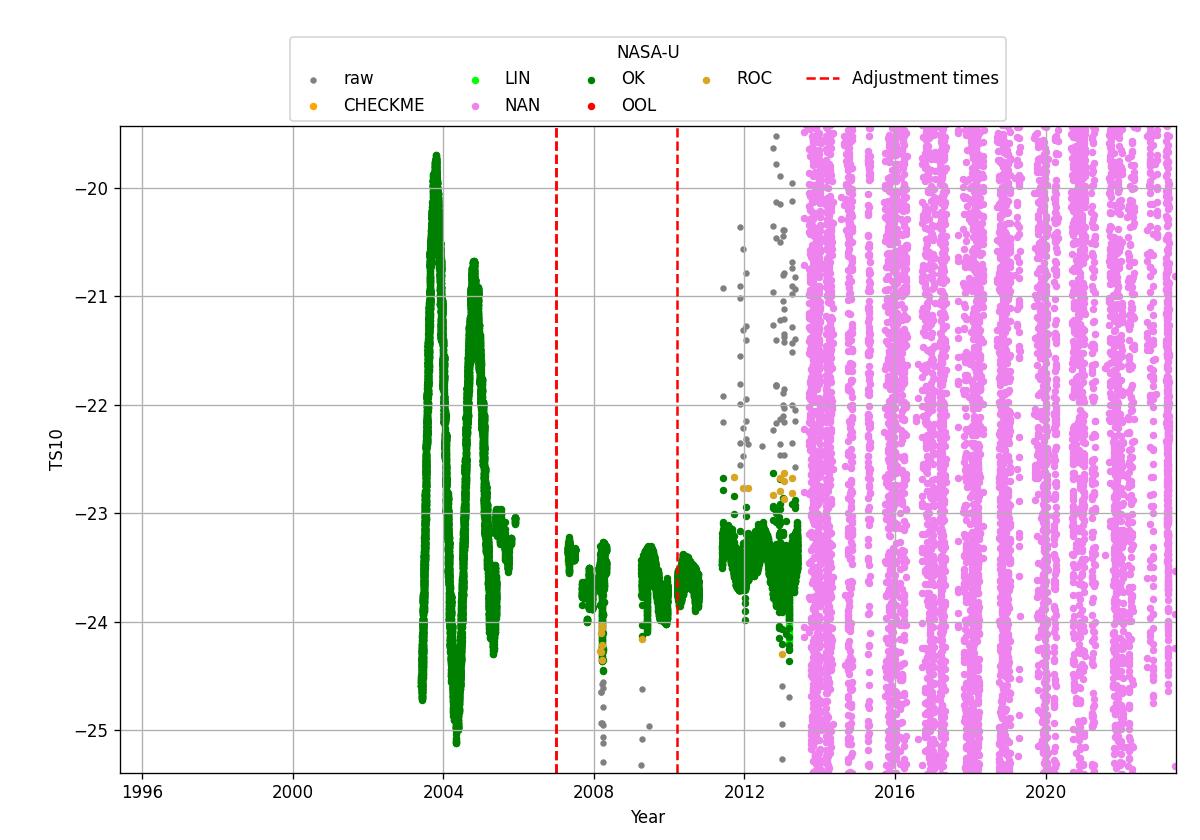 NASA-U
raw LIN OK ROC Adjustment times
CHECKME NAN OOL
−20
−21
−22
−23
−24
−25
TS10
1996 2000 2004 2008 2012 2016 2020
Year